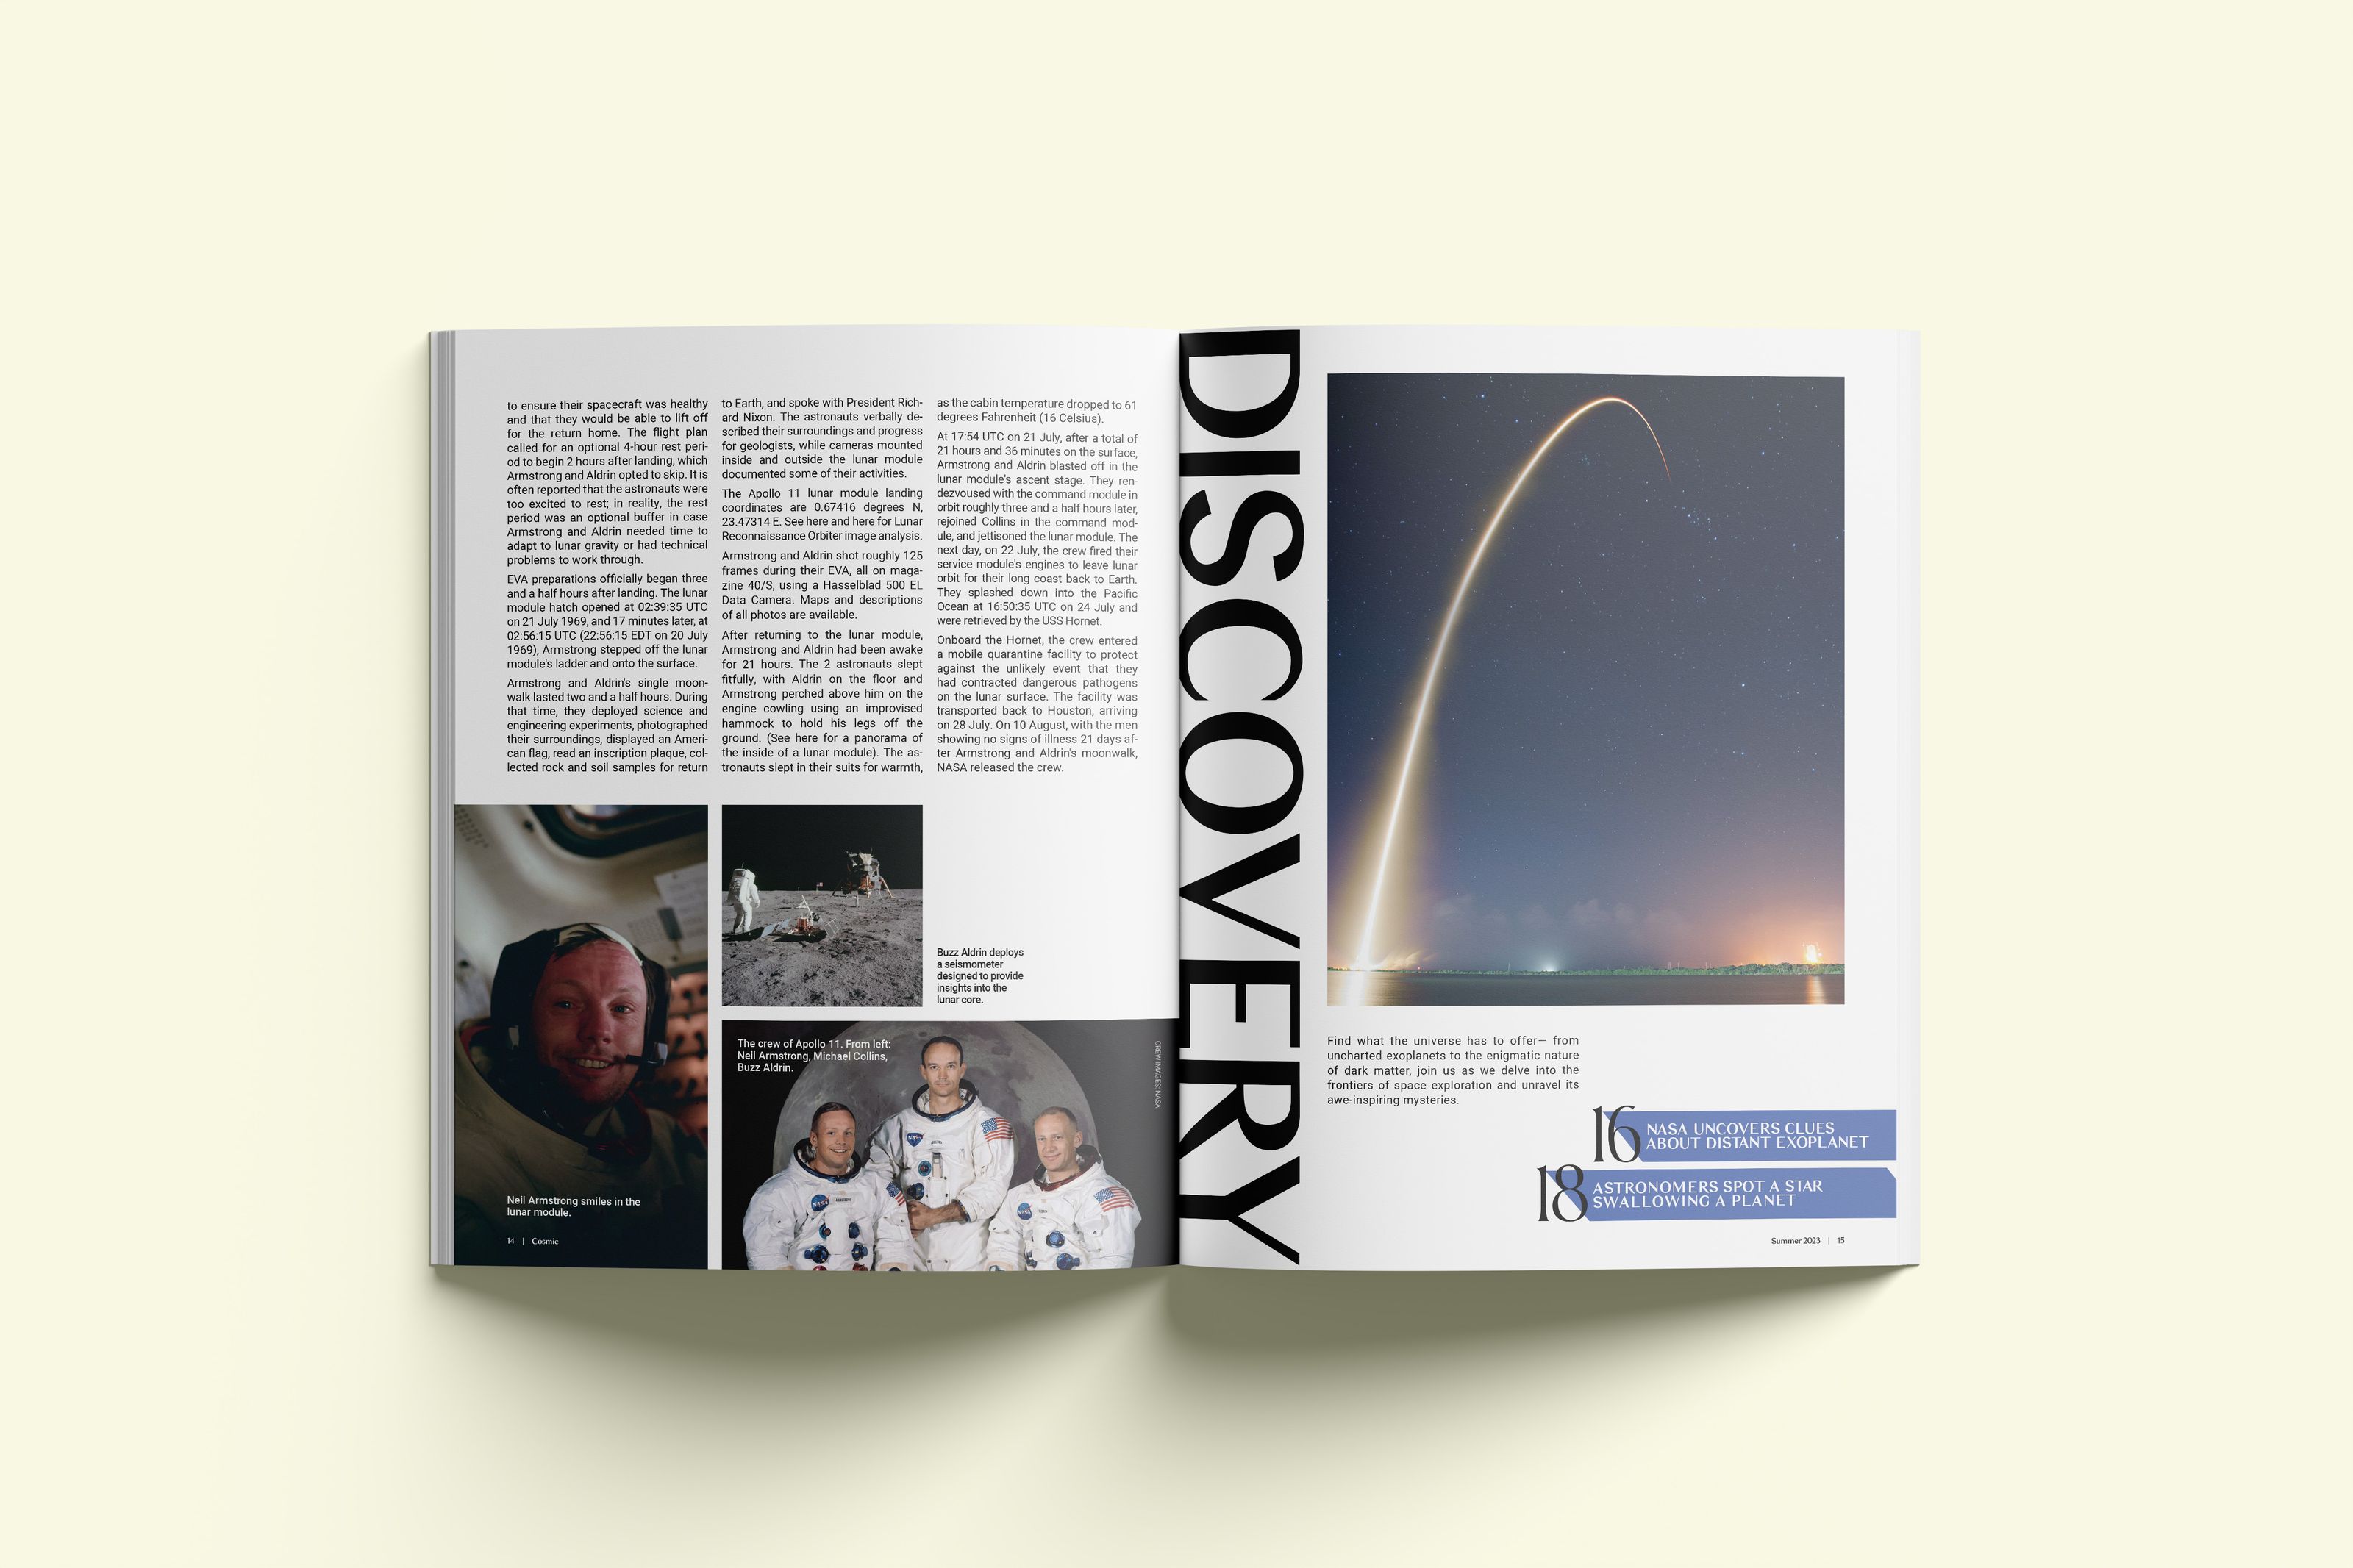 to ensure their spacecraft was healthy
and that they would be able to lift off
for the return home. The flight plan
called for an optional 4-hour rest peri-
od to begin 2 hours after landing, which
Armstrong and Aldrin opted to skip. It is
often reported that the astronauts were
too excited to rest; in reality, the rest
period was an optional buffer in case
Armstrong and Aldrin needed time to
adapt to lunar gravity or had technical
problems to work through.
EVA preparations officially began three
and a half hours after landing. The lunar
module hatch opened at 02:39:35 UTC
on 21 July 1969, and 17 minutes later, at
02:56:15 UTC (22:56:15 EDT on 20 July
1969), Armstrong stepped off the lunar
module's ladder and onto the surface.
Armstrong and Aldrin's single moon-
walk lasted two and a half hours. During
that time, they deployed science and
engineering experiments, photographed
their surroundings, displayed an Ameri-
can flag, read an inscription plaque, col-
lected rock and soil samples for return
to Earth, and spoke with President Rich-
ard Nixon. The astronauts verbally de-
scribed their surroundings and progress
for geologists, while cameras mounted
inside and outside the lunar module
documented some of their activities.
The Apollo 11 lunar module landing
coordinates are 0.67416 degrees N,
23.47314 E. See here and here for Lunar
Reconnaissance Orbiter image analysis.
Armstrong and Aldrin shot roughly 125
frames during their EVA, all on maga-
zine 40/S, using a Hasselblad 500 EL
Data Camera. Maps and descriptions
of all photos are available.
After returning to the lunar module,
Armstrong and Aldrin had been awake
for 21 hours. The 2 astronauts slept
fitfully, with Aldrin on the floor and
Armstrong perched above him on the
engine cowling using an improvised
hammock to hold his legs off the
ground. (See here for a panorama of
the inside of a lunar module). The as-
tronauts slept in their suits for warmth,
as the cabin temperature dropped to 61
degrees Fahrenheit (16 Celsius).
At 17:54 UTC on 21 July, after a total of
21 hours and 36 minutes on the surface,
Armstrong and Aldrin blasted off in the
lunar module's ascent stage. They ren-
dezvoused with the command module in
orbit roughly three and a half hours later,
rejoined Collins in the command mod-
ule, and jettisoned the lunar module. The
next day, on 22 July, the crew fired their
service module's engines to leave lunar
orbit for their long coast back to Earth.
They splashed down into the Pacific
Ocean at 16:50:35 UTC on 24 July and
were retrieved by the USS Hornet.
Onboard the Hornet, the crew entered
a mobile quarantine facility to protect
against the unlikely event that they
had contracted dangerous pathogens
on the lunar surface. The facility was
transported back to Houston, arriving
on 28 July. On 10 August, with the men
showing no signs of illness 21 days af-
ter Armstrong and Aldrin's moonwalk,
NASA released the crew.
Buzz Aldrin deploys
a seismometer
designed to provide
insights into the
lunar core.
The crew of Apollo 11. From left:
Neil Armstrong, Michael Collins,
Buzz Aldrin.
CREW IMAGES: NASA
NASA
NASA
NASA
Neil Armstrong smiles in the
lunar module.
14 | Cosmic
DISCOVERY
Find what the universe has to offer— from
uncharted exoplanets to the enigmatic nature
of dark matter, join us as we delve into the
frontiers of space exploration and unravel its
awe-inspiring mysteries.
16 NASA UNCOVERS CLUES
ABOUT DISTANT EXOPLANET
18 ASTRONOMERS SPOT A STAR
SWALLOWING A PLANET
Summer 2023 | 15